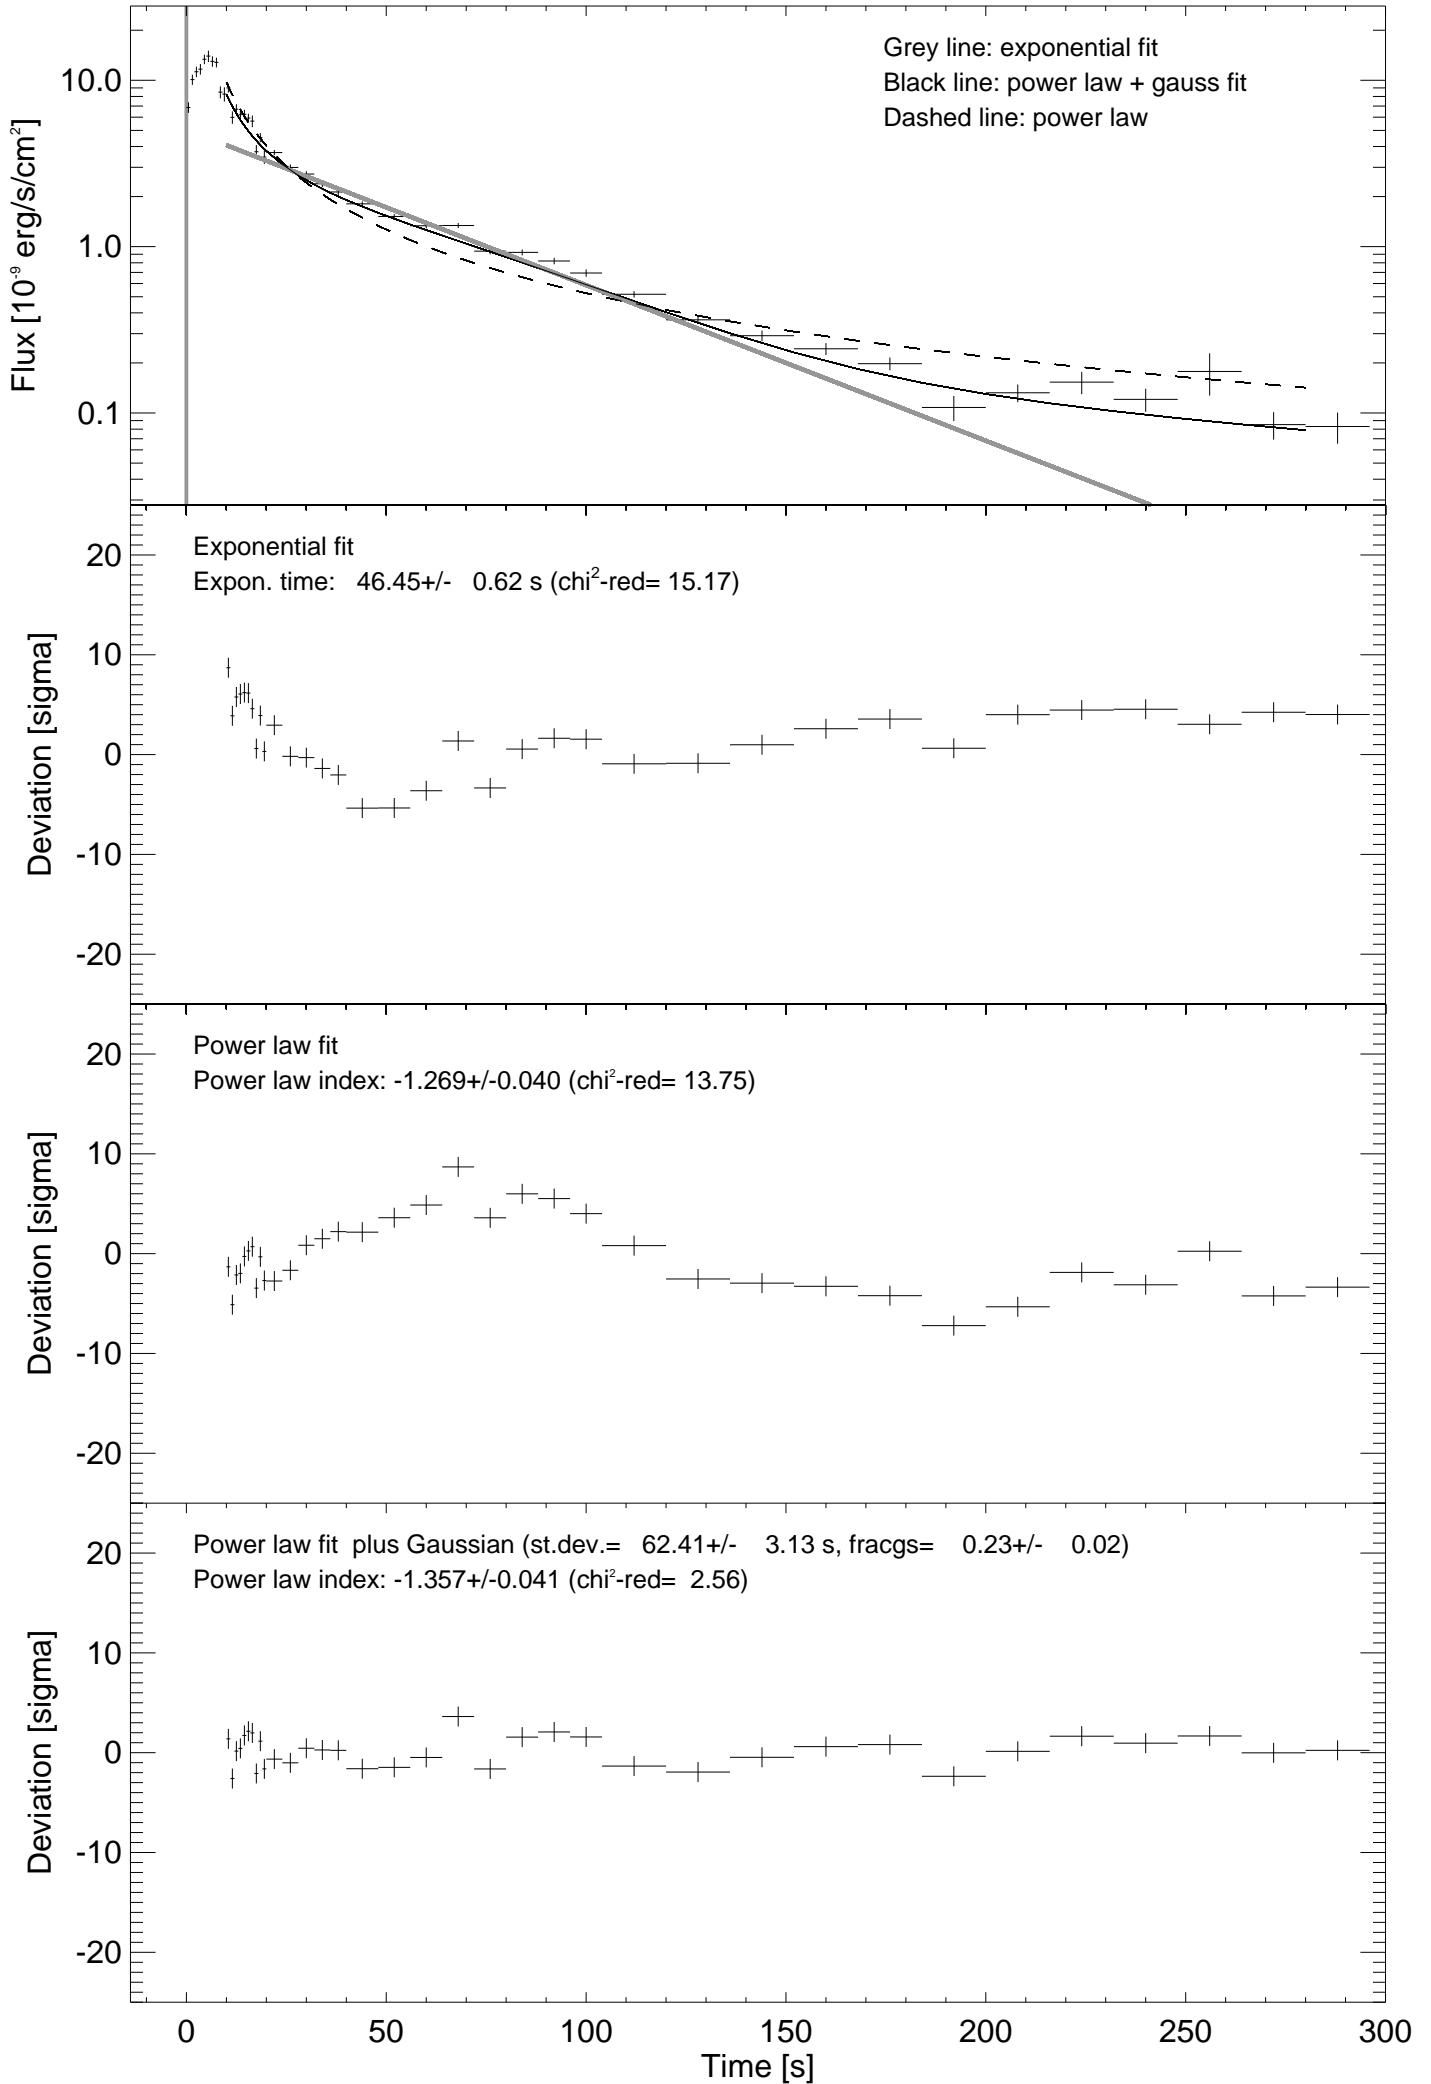 Grey line: exponential fit
Black line: power law + gauss fit
Dashed line: power law
10.0
1.0
0.1
Flux [10⁻⁹ erg/s/cm²]
Exponential fit
Expon. time: 46.45+/- 0.62 s (chi²-red= 15.17)
20
10
0
-10
-20
Deviation [sigma]
Power law fit
Power law index: -1.269+/-0.040 (chi²-red= 13.75)
20
10
0
-10
-20
Deviation [sigma]
Power law fit plus Gaussian (st.dev.= 62.41+/- 3.13 s, fracgs= 0.23+/- 0.02)
Power law index: -1.357+/-0.041 (chi²-red= 2.56)
20
10
0
-10
-20
Deviation [sigma]
0 50 100 150 200 250 300
Time [s]